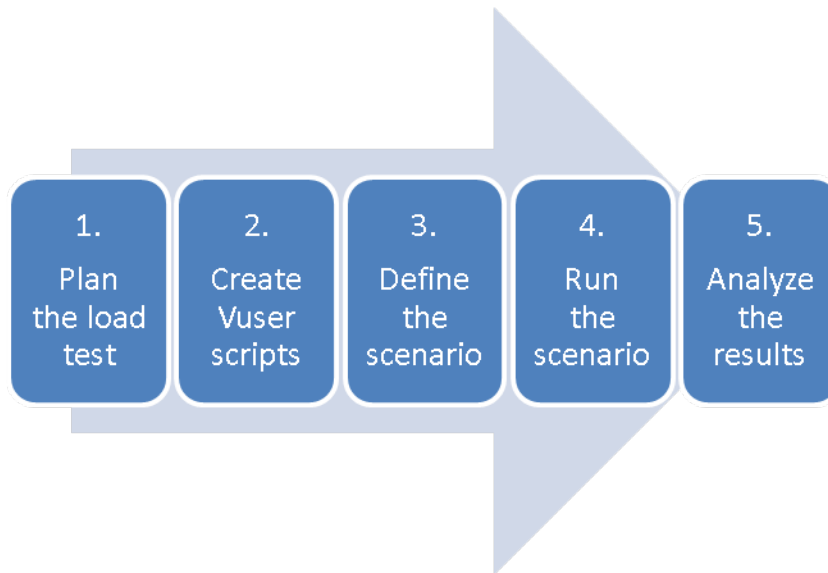 1.
Plan
the load
test
2.
Create
Vuser
scripts
3.
Define
the
scenario
4.
Run
the
scenario
5.
Analyze
the
results